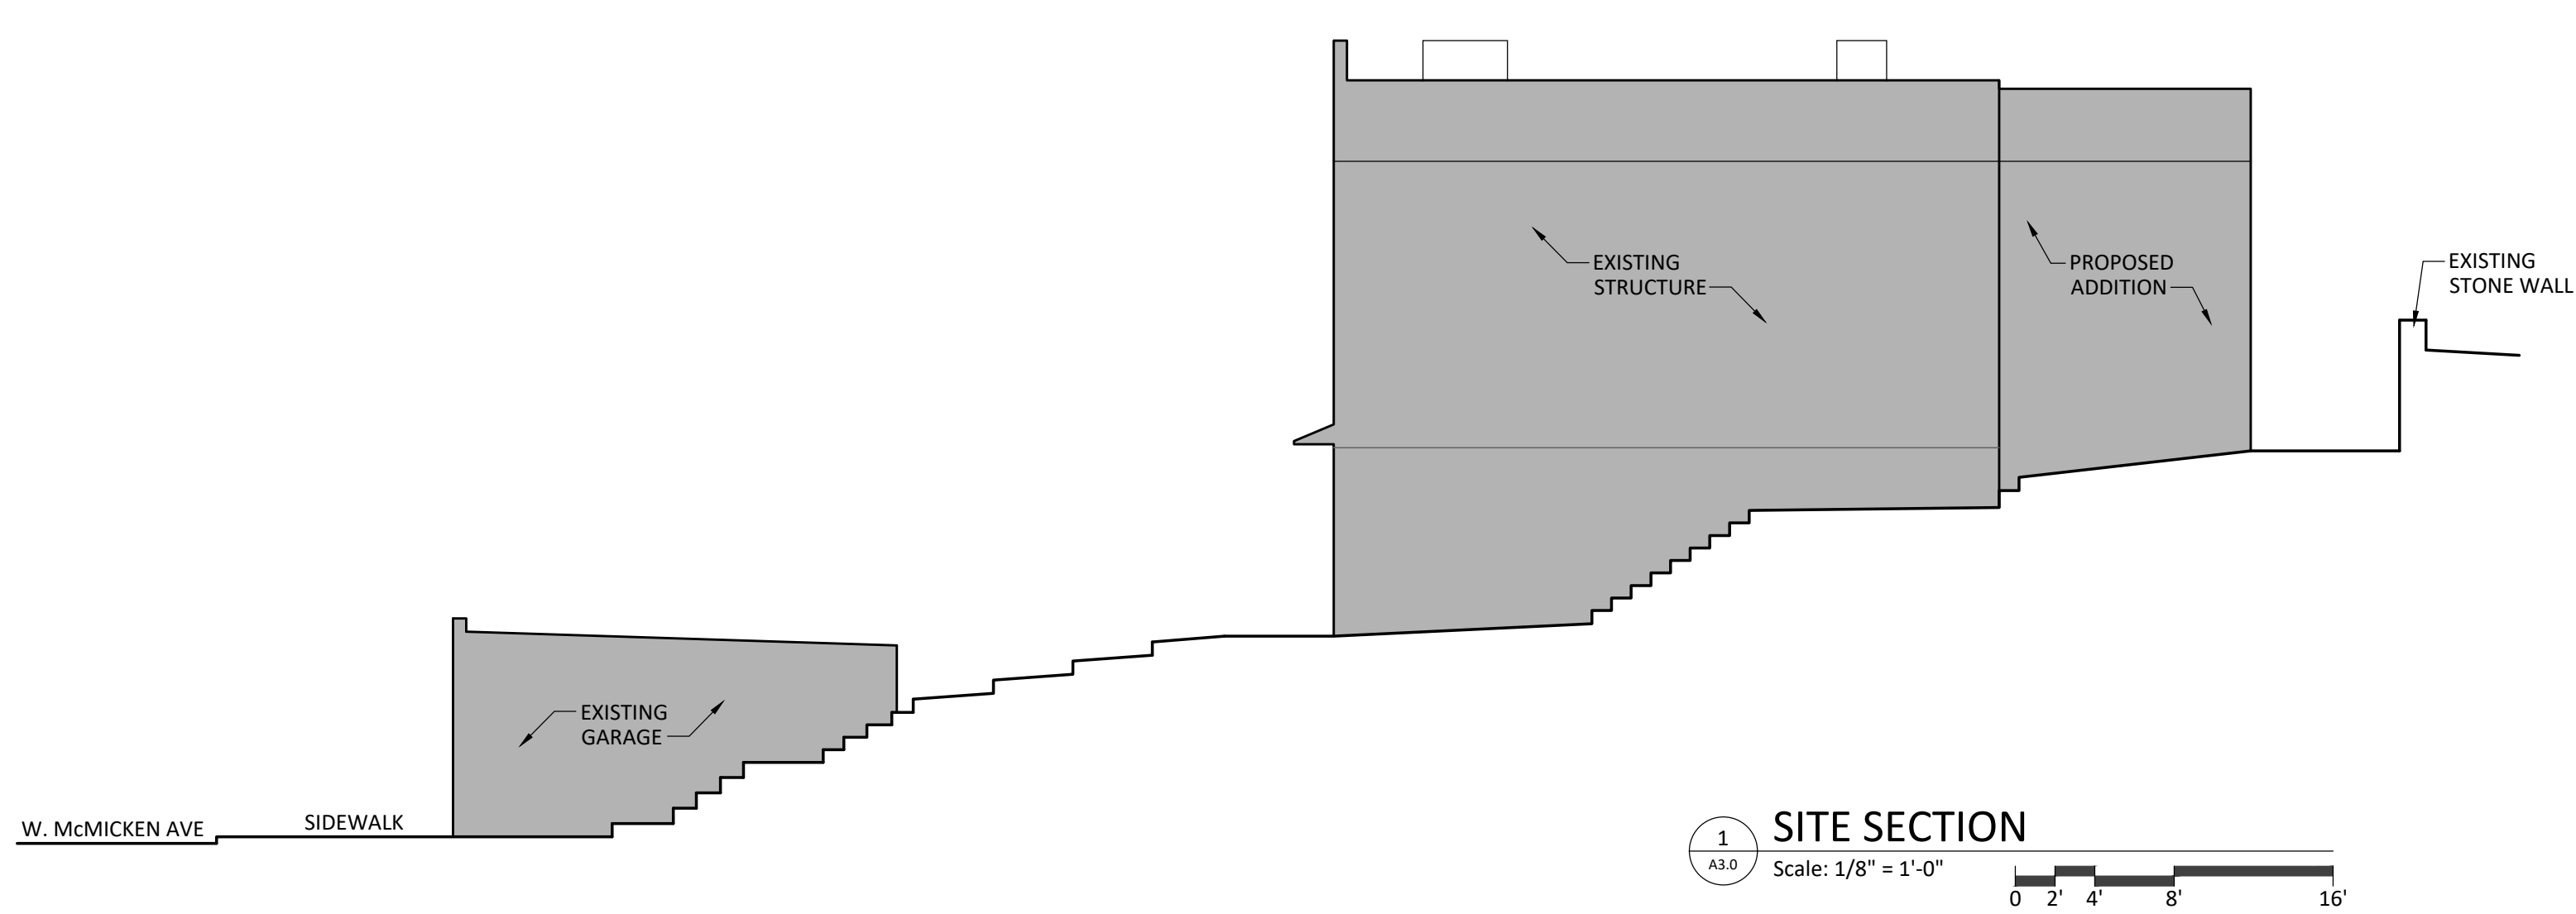 EXISTING
STRUCTURE
PROPOSED
ADDITION
EXISTING
STONE WALL
EXISTING
GARAGE
W. McMICKEN AVE
SIDEWALK
1
A3.0
SITE SECTION
Scale: 1/8" = 1'-0"
0 2' 4' 8' 16'